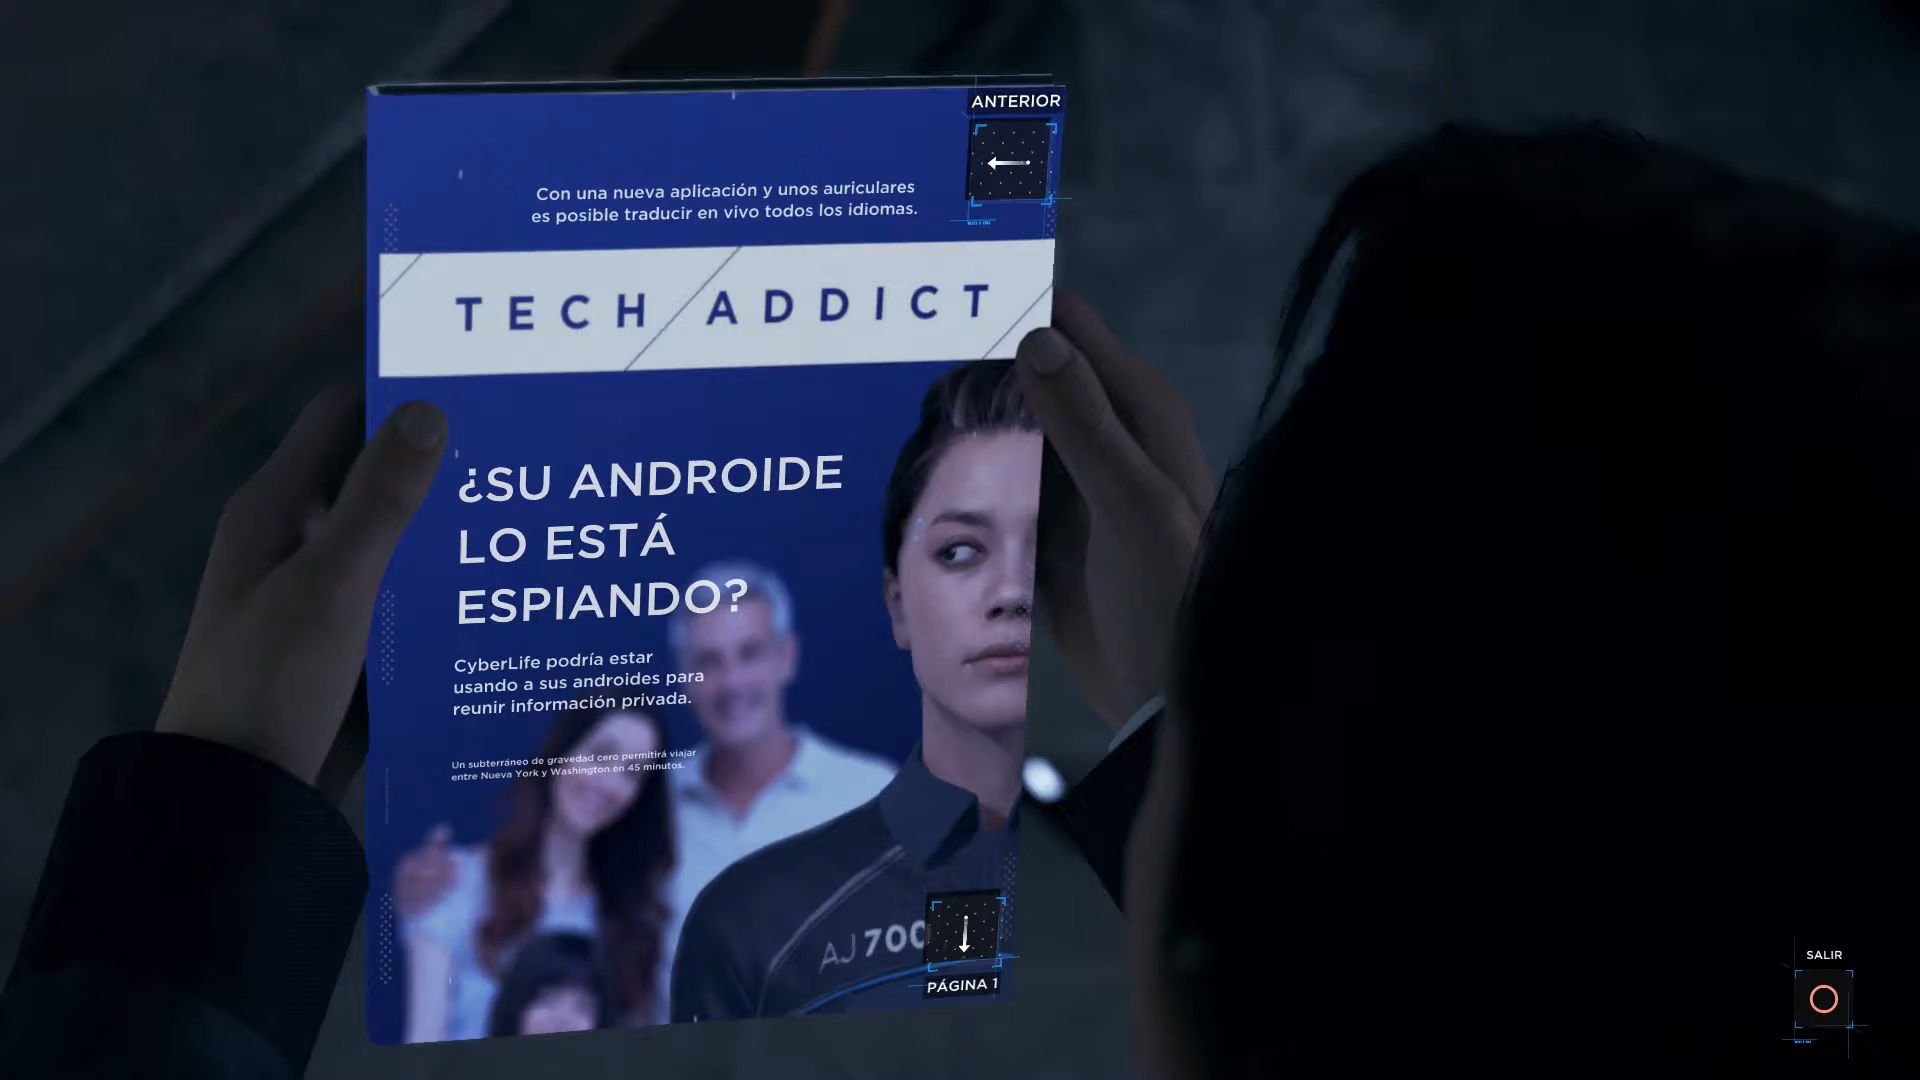 ANTERIOR
Con una nueva aplicación y unos auriculares
es posible traducir en vivo todos los idiomas.
TECH ADDICT
¿SU ANDROIDE
LO ESTÁ
ESPIANDO?
CyberLife podría estar
usando a sus androides para
reunir información privada.
Un subterráneo de gravedad cero permitirá viajar
entre Nueva York y Washington en 45 minutos.
AJ700
PÁGINA 1
SALIR